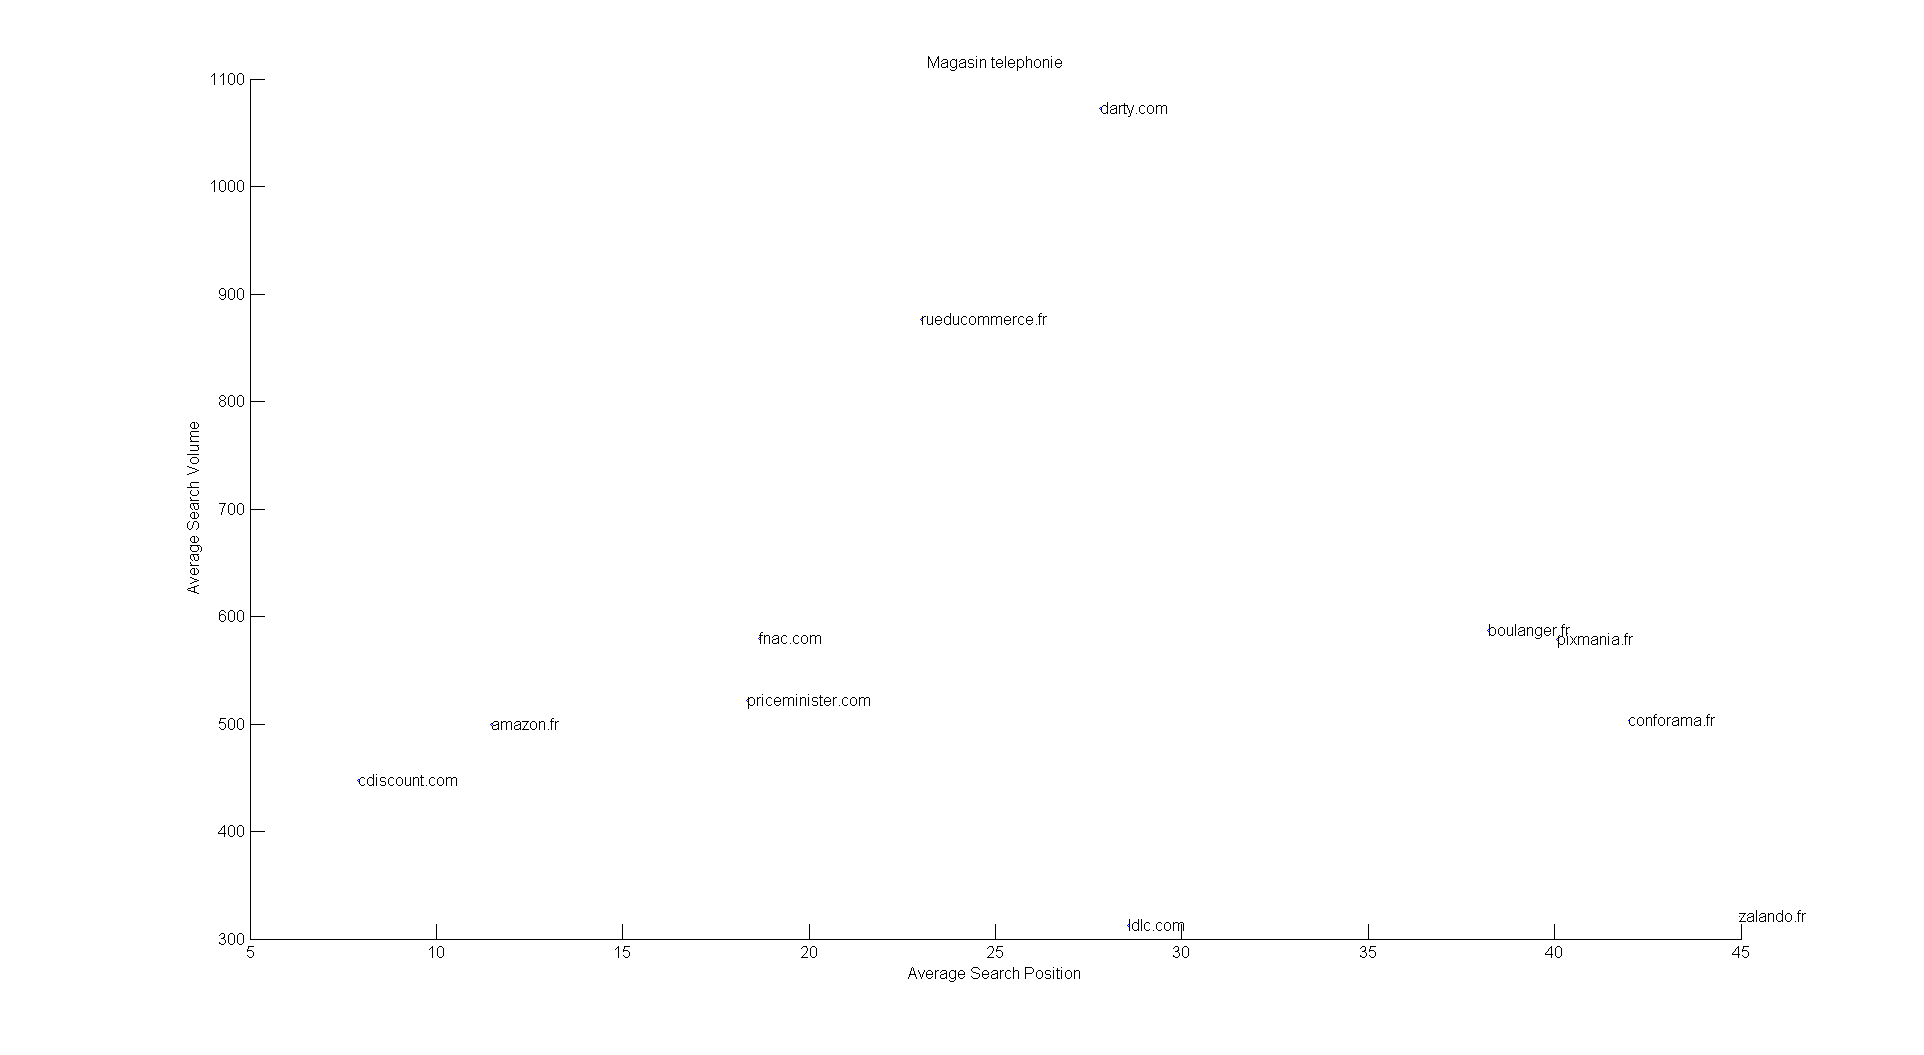 Magasin telephonie
1100
darty.com
1000
900
rueducommerce.fr
800
Average Search Volume
700
600
fnac.com
boulanger.fr
pixmania.fr
priceminister.com
500
amazon.fr
conforama.fr
cdiscount.com
400
zalando.fr
ldlc.com
300
5 10 15 20 25 30 35 40 45
Average Search Position